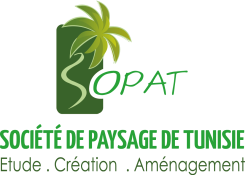 SOPAT
SOCIÉTÉ DE PAYSAGE DE TUNISIE
Etude . Création . Aménagement